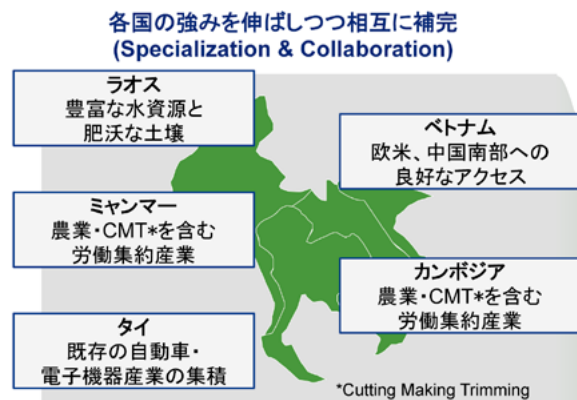 各国の強みを伸ばしつつ相互に補完
(Specialization & Collaboration)
ラオス
豊富な水資源と
肥沃な土壌
ベトナム
欧米、中国南部への
良好なアクセス
ミャンマー
農業・CMT*を含む
労働集約産業
カンボジア
農業・CMT*を含む
労働集約産業
タイ
既存の自動車・
電子機器産業の集積
*Cutting Making Trimming